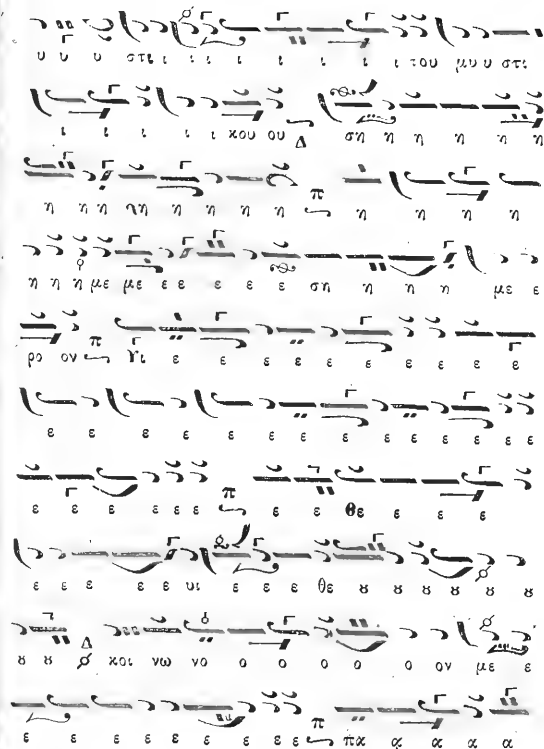 υ υ υ στι ι ι ι ι ι ι ι ι του μυ υ στι
ι ι ι ι ι κου ου Δ ση η η η η η
η η η νη η η η η π η η η η
η η η με με ε ε ε ε ε ση η η η με ε
ρο ον π γι ε ε ε ε ε ε ε ε ε
ε ε ε ε ε ε ε ε ε ε ε ε ε
ε ε ε ε ε ε π ε ε θε ε ε ε
ε ε ε ε ε υι ε ε ε θε ȣ ȣ ȣ ȣ ȣ ȣ
ȣ ȣ Δ κοι νω νο ο ο ο ο ο ον με ε
ε ε ε ε ε ε ε ε ε π πα α α α α